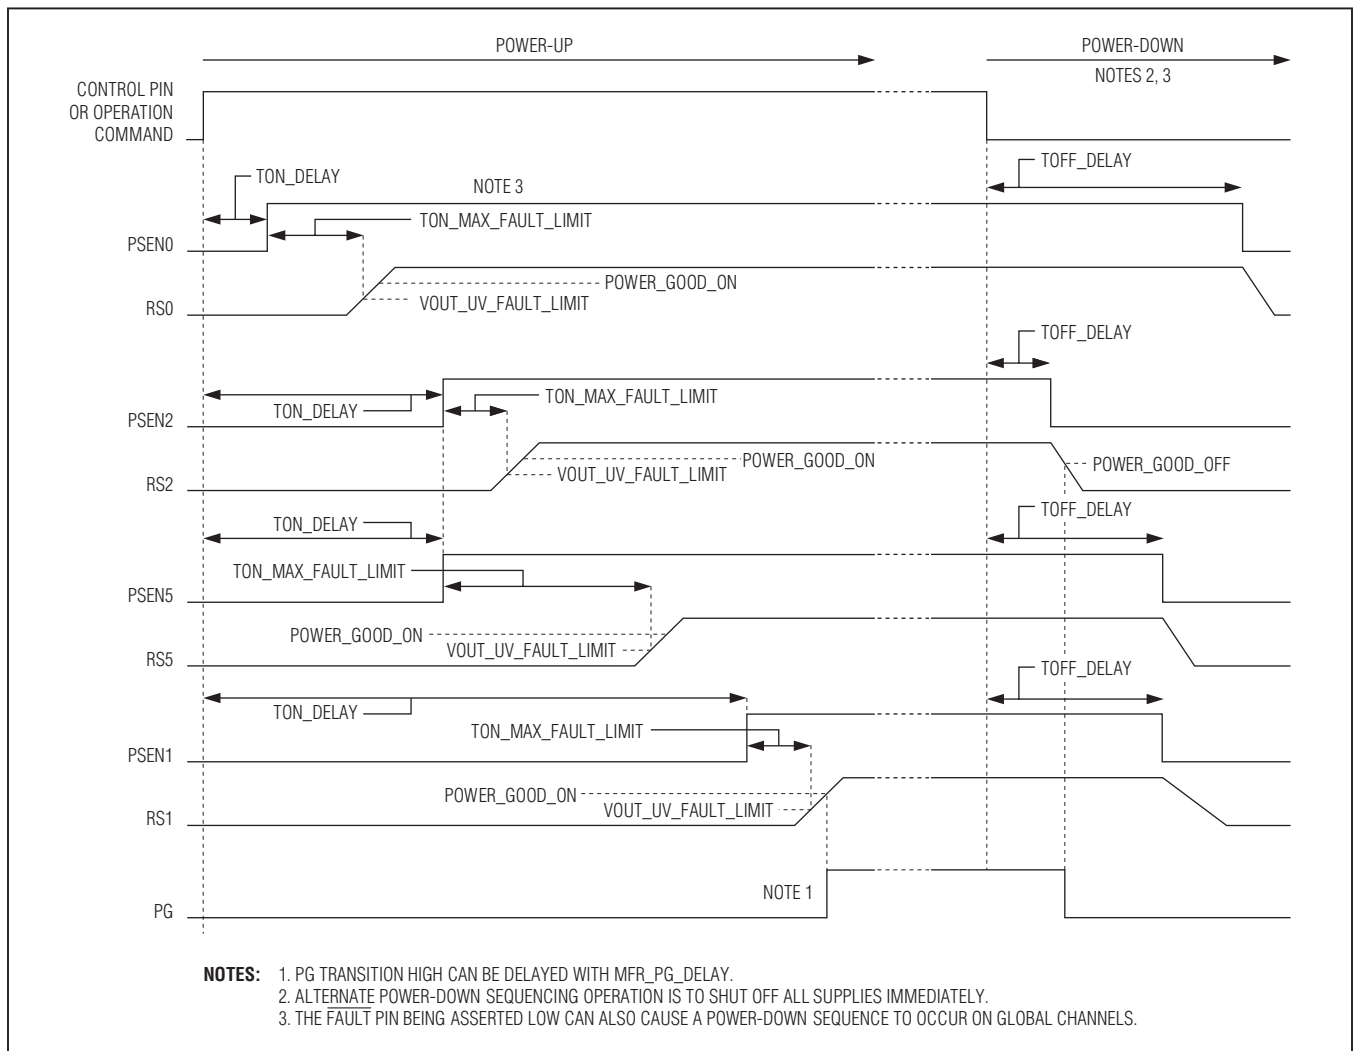 POWER-UP
POWER-DOWN
NOTES 2, 3
CONTROL PIN
OR OPERATION
COMMAND
TON_DELAY
NOTE 3
TOFF_DELAY
TON_MAX_FAULT_LIMIT
PSEN0
POWER_GOOD_ON
VOUT_UV_FAULT_LIMIT
RS0
TOFF_DELAY
TON_MAX_FAULT_LIMIT
TON_DELAY
PSEN2
POWER_GOOD_ON
VOUT_UV_FAULT_LIMIT
POWER_GOOD_OFF
RS2
TON_DELAY
TOFF_DELAY
TON_MAX_FAULT_LIMIT
PSEN5
POWER_GOOD_ON
VOUT_UV_FAULT_LIMIT
RS5
TOFF_DELAY
TON_DELAY
TON_MAX_FAULT_LIMIT
PSEN1
POWER_GOOD_ON
VOUT_UV_FAULT_LIMIT
RS1
NOTE 1
PG
NOTES: 1. PG TRANSITION HIGH CAN BE DELAYED WITH MFR_PG_DELAY.
2. ALTERNATE POWER-DOWN SEQUENCING OPERATION IS TO SHUT OFF ALL SUPPLIES IMMEDIATELY.
3. THE FAULT PIN BEING ASSERTED LOW CAN ALSO CAUSE A POWER-DOWN SEQUENCE TO OCCUR ON GLOBAL CHANNELS.